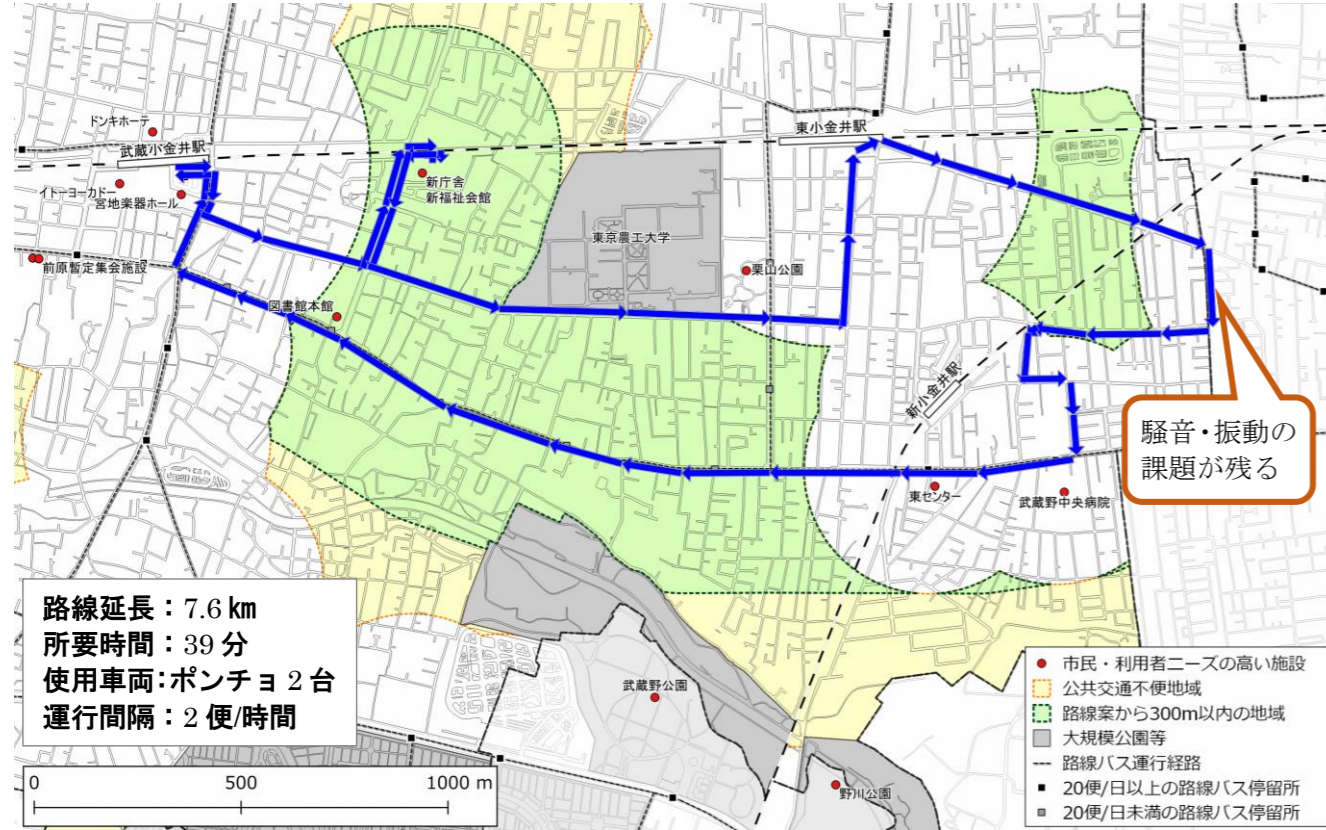 ドンキホーテ
武蔵小金井駅
イトーヨーカドー
宮地楽器ホール
前原暫定集会施設
図書館本館
新庁舎
新福祉会館
東京農工大学
栗山公園
東小金井駅
新小金井駅
騒音・振動の
課題が残る
東センター
武蔵野中央病院
武蔵野公園
野川公園
路線延長：7.6㎞
所要時間：39分
使用車両：ポンチョ2台
運行間隔：2便/時間
0 500 1000 m
市民・利用者ニーズの高い施設
公共交通不便地域
路線案から300m以内の地域
大規模公園等
路線バス運行経路
20便/日以上の路線バス停留所
20便/日未満の路線バス停留所